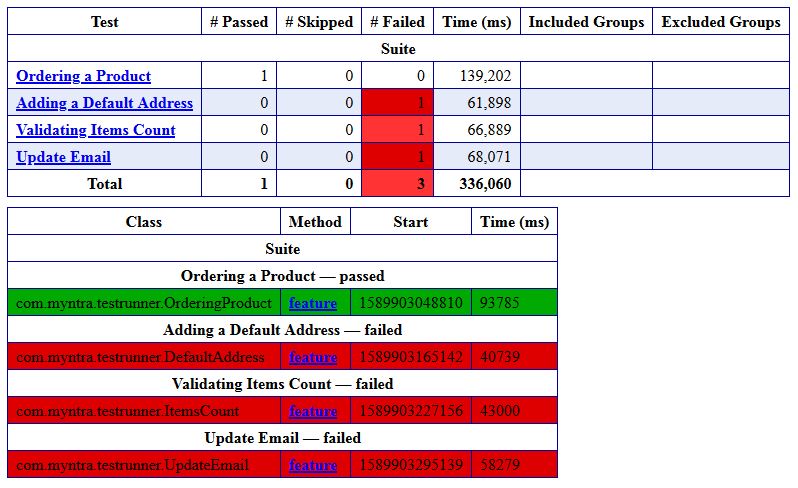 Test # Passed # Skipped # Failed Time (ms) Included Groups Excluded Groups
Suite
Ordering a Product 1 0 0 139,202
Adding a Default Address 0 0 1 61,898
Validating Items Count 0 0 1 66,889
Update Email 0 0 1 68,071
Total 1 0 3 336,060
Class Method Start Time (ms)
Suite
Ordering a Product — passed
com.myntra.testrunner.OrderingProduct feature 1589903048810 93785
Adding a Default Address — failed
com.myntra.testrunner.DefaultAddress feature 1589903165142 40739
Validating Items Count — failed
com.myntra.testrunner.ItemsCount feature 1589903227156 43000
Update Email — failed
com.myntra.testrunner.UpdateEmail feature 1589903295139 58279